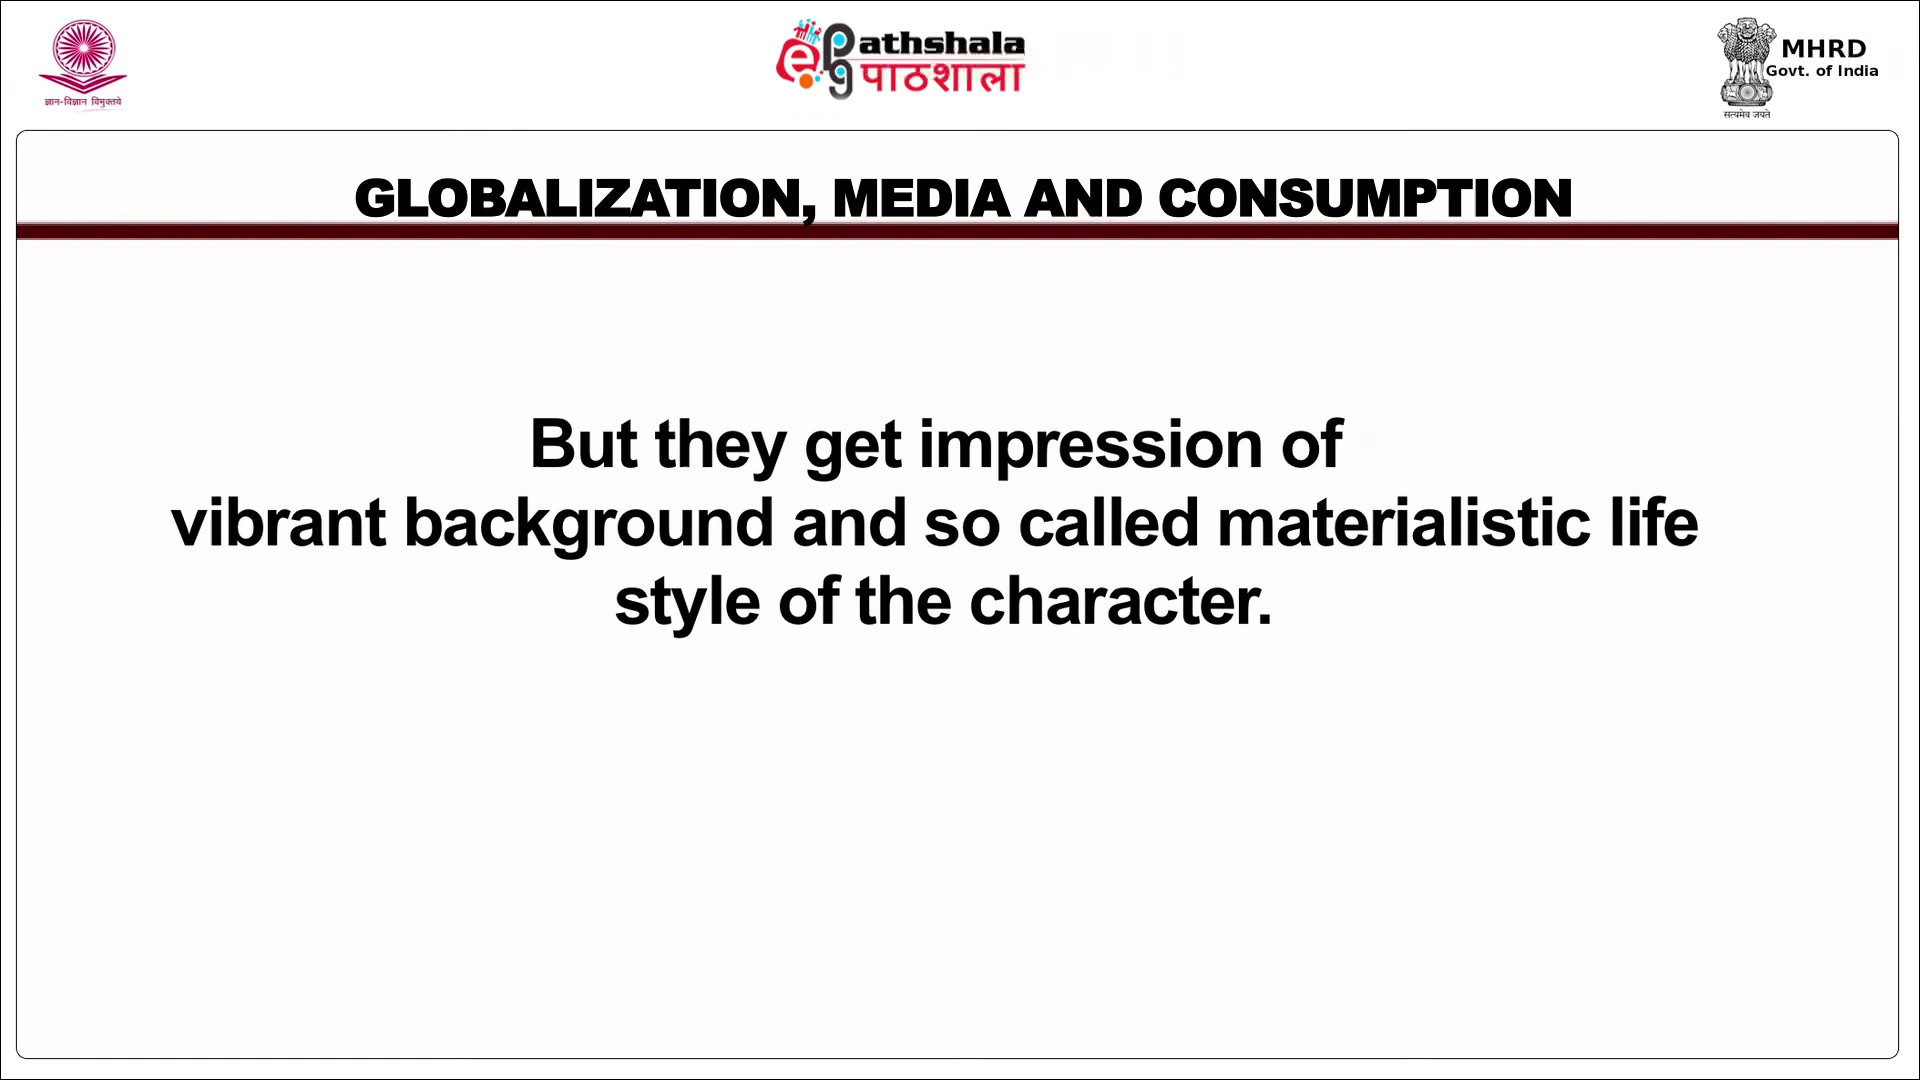 ज्ञान-विज्ञान विमुक्तये
epg athshala
पाठशाला
MHRD
Govt. of India
सत्यमेव जयते
GLOBALIZATION, MEDIA AND CONSUMPTION
But they get impression of
vibrant background and so called materialistic life
style of the character.